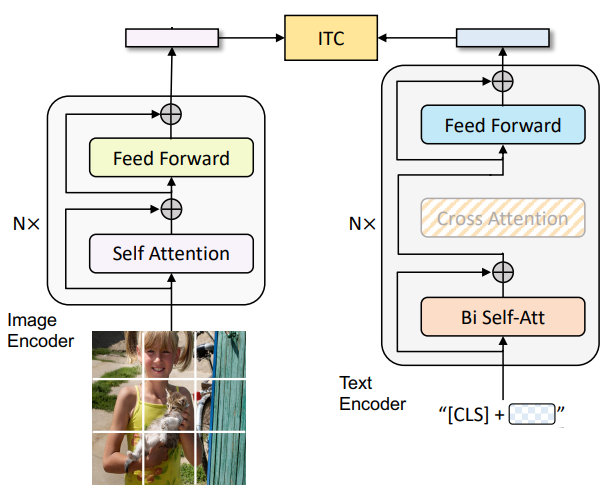 ITC
Feed Forward
Self Attention
N×
Image
Encoder
Feed Forward
Cross Attention
Bi Self-Att
N×
Text
Encoder
“[CLS] + ”